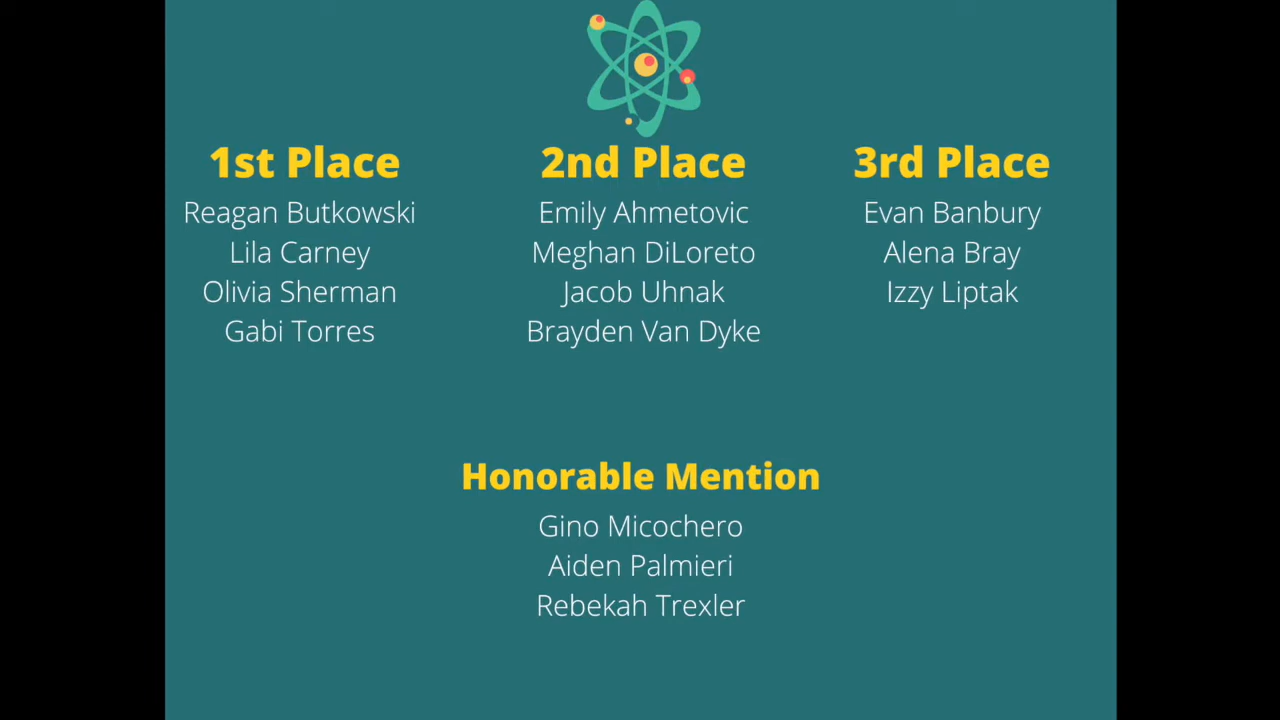 1st Place
Reagan Butkowski
Lila Carney
Olivia Sherman
Gabi Torres
2nd Place
Emily Ahmetovic
Meghan DiLoreto
Jacob Uhnak
Brayden Van Dyke
3rd Place
Evan Banbury
Alena Bray
Izzy Liptak
Honorable Mention
Gino Micochero
Aiden Palmieri
Rebekah Trexler